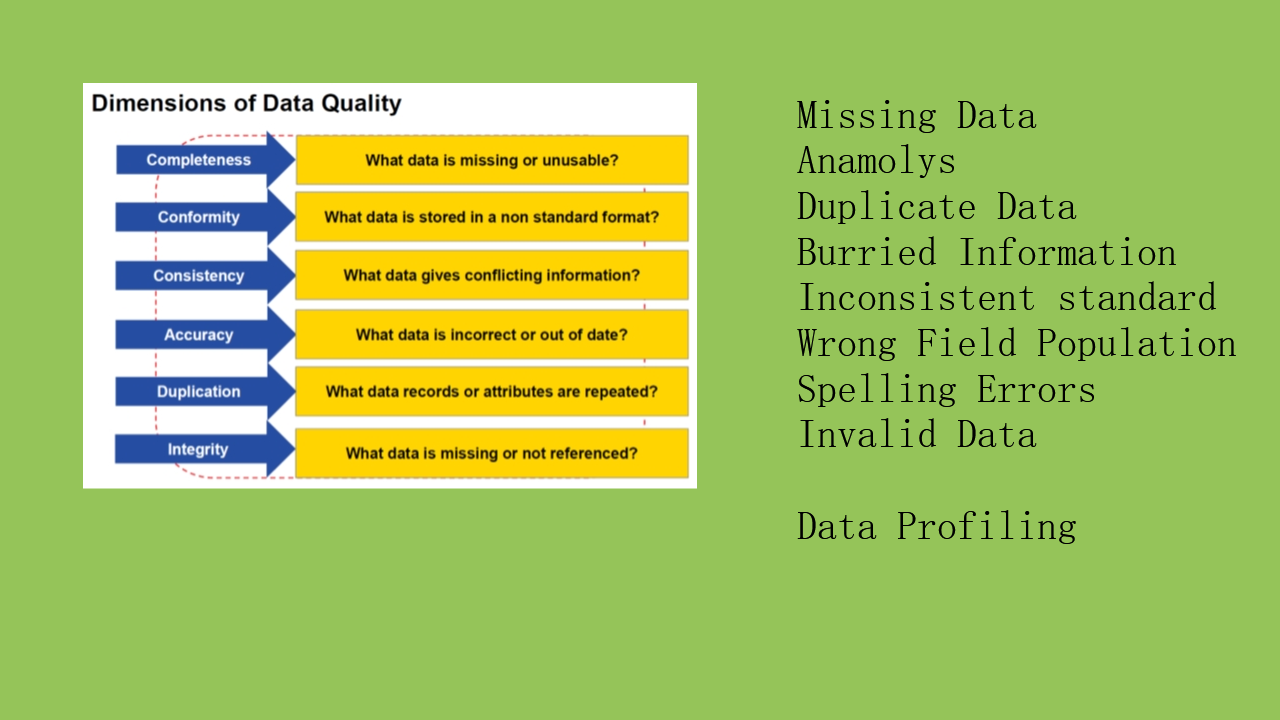 Dimensions of Data Quality
Completeness
What data is missing or unusable?
Conformity
What data is stored in a non standard format?
Consistency
What data gives conflicting information?
Accuracy
What data is incorrect or out of date?
Duplication
What data records or attributes are repeated?
Integrity
What data is missing or not referenced?
Missing Data
Anamolys
Duplicate Data
Burried Information
Inconsistent standard
Wrong Field Population
Spelling Errors
Invalid Data
Data Profiling